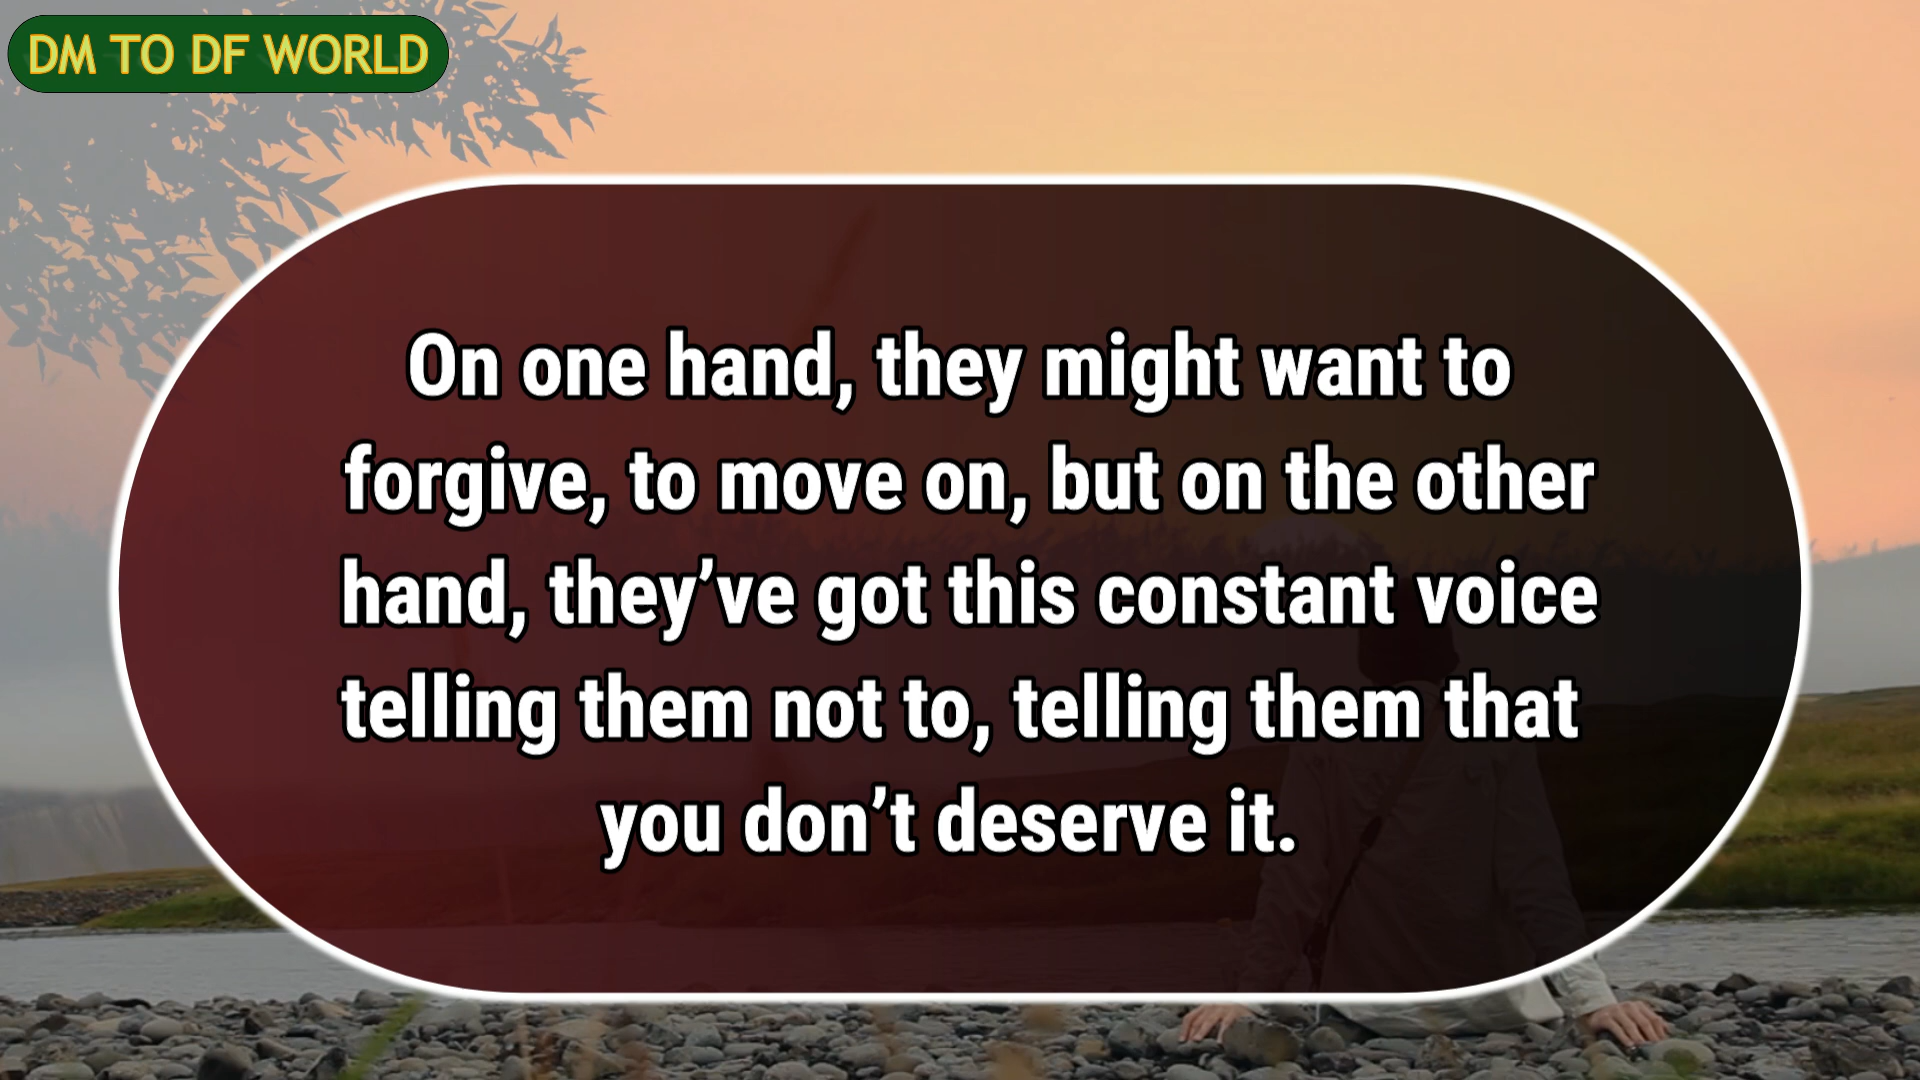 DM TO DF WORLD
On one hand, they might want to
forgive, to move on, but on the other
hand, they’ve got this constant voice
telling them not to, telling them that
you don’t deserve it.